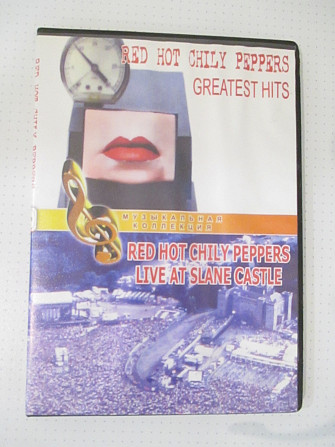 RED HOT CHILY PEPPERS
GREATEST HITS
МУЗЫКАЛЬНАЯ
КОЛЛЕКЦИЯ
RED HOT CHILY PEPPERS
LIVE AT SLANE CASTLE